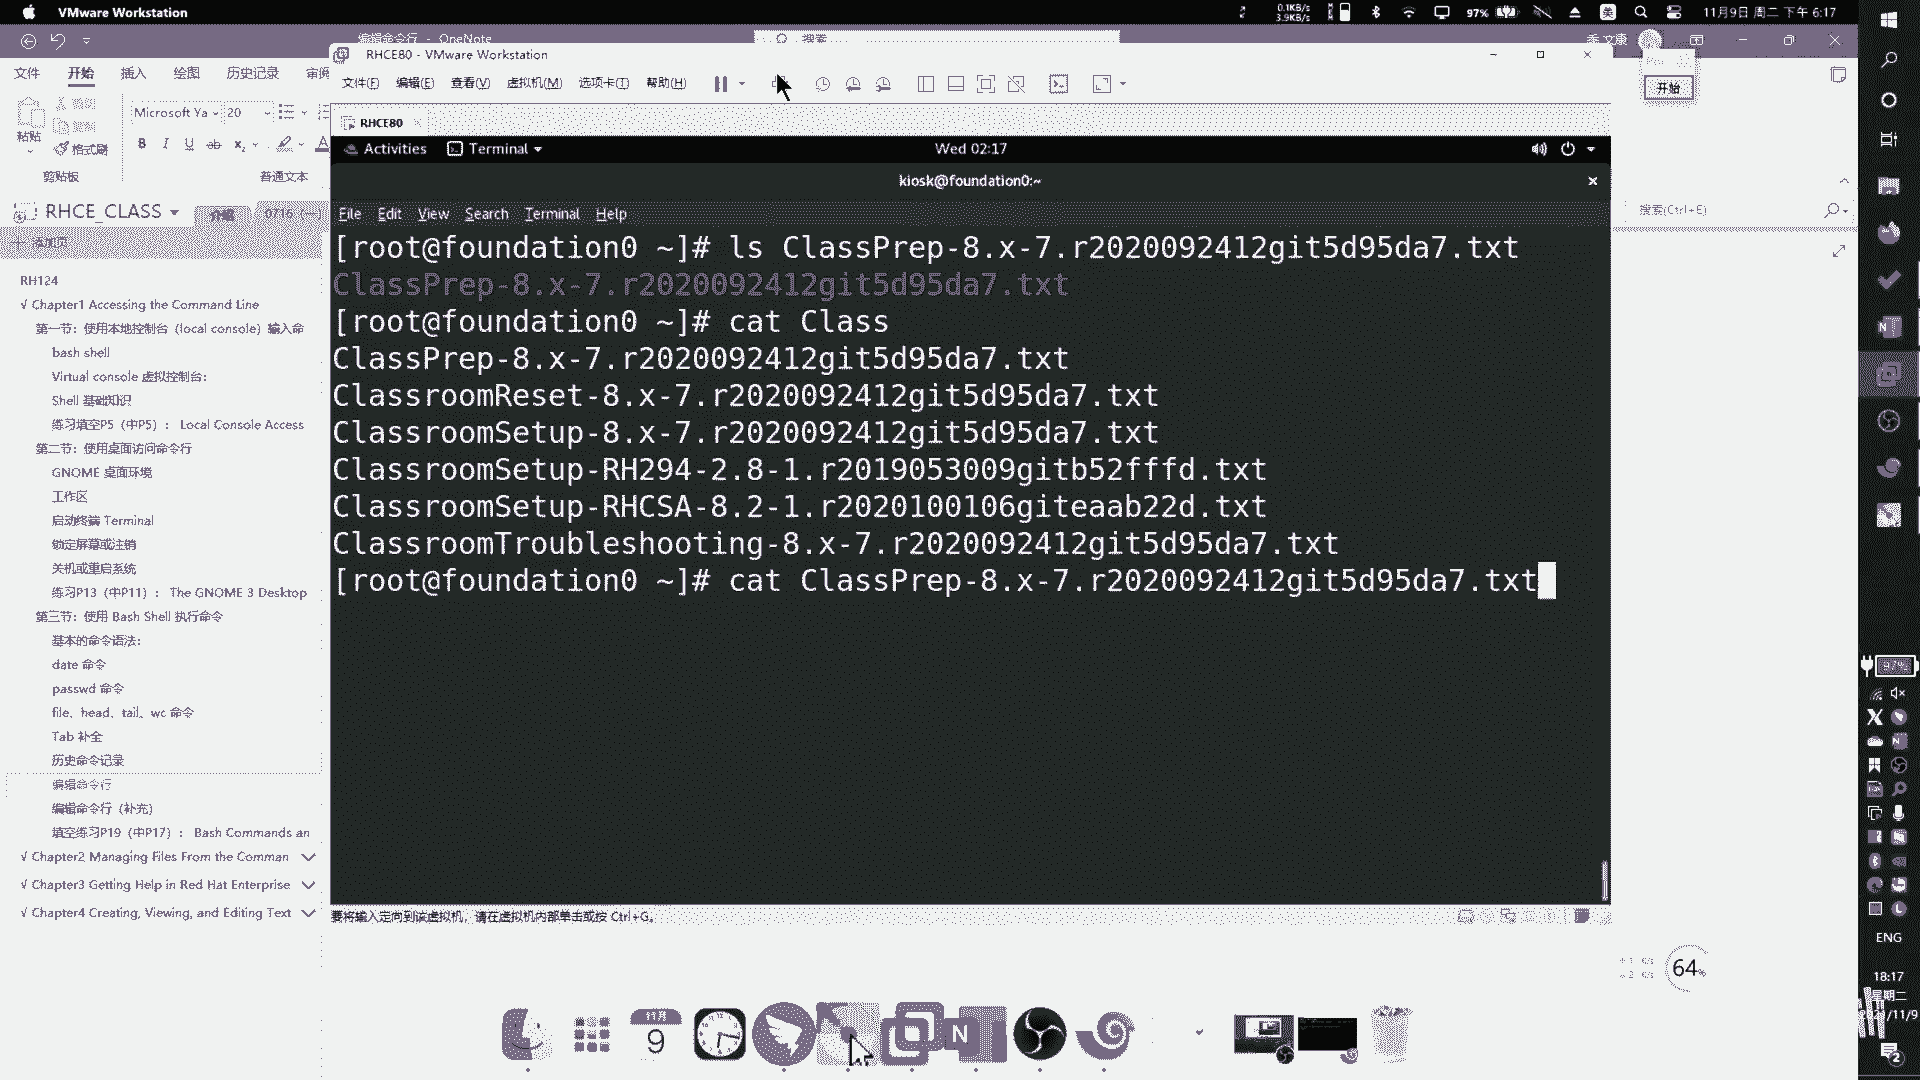 VMware Workstation
0.1KB/s
3.9KB/s
97%
英
11月9日 周二 下午 6:17
编辑命令行 - OneNote
搜索
RHCE80 - VMware Workstation
文件
开始
插入
绘图
历史记录
审阅
文件(F)
编辑(E)
查看(V)
虚拟机(M)
选项卡(T)
帮助(H)
开始
Microsoft Ya
20
粘贴
格式刷
剪贴板
B I U ab x₂
普通文本
RHCE80
Activities
Terminal
Wed 02:17
kiosk@foundation0:~
File Edit View Search Terminal Help
RHCE_CLASS
介绍
添加页
搜索(Ctrl+E)
RH124
√ Chapter1 Accessing the Command Line
第一节：使用本地控制台（local console）输入命
bash shell
Virtual console 虚拟控制台:
Shell 基础知识
练习填空P5（中P5）： Local Console Access
第二节：使用桌面访问命令行
GNOME 桌面环境
工作区
启动终端 Terminal
锁定屏幕或注销
关机或重启系统
练习P13（中P11）： The GNOME 3 Desktop
第三节：使用 Bash Shell 执行命令
基本的命令语法:
date 命令
passwd 命令
file、head、tail、wc 命令
Tab 补全
历史命令记录
编辑命令行
编辑命令行（补充）
填空练习P19（中P17）： Bash Commands an
√ Chapter2 Managing Files From the Comman
√ Chapter3 Getting Help in Red Hat Enterprise
√ Chapter4 Creating, Viewing, and Editing Text
[root@foundation0 ~]# ls ClassPrep-8.x-7.r2020092412git5d95da7.txt
ClassPrep-8.x-7.r2020092412git5d95da7.txt
[root@foundation0 ~]# cat Class
ClassPrep-8.x-7.r2020092412git5d95da7.txt
ClassroomReset-8.x-7.r2020092412git5d95da7.txt
ClassroomSetup-8.x-7.r2020092412git5d95da7.txt
ClassroomSetup-RH294-2.8-1.r2019053009gitb52fffd.txt
ClassroomSetup-RHCSA-8.2-1.r2020100106giteaab22d.txt
ClassroomTroubleshooting-8.x-7.r2020092412git5d95da7.txt
[root@foundation0 ~]# cat ClassPrep-8.x-7.r2020092412git5d95da7.txt
要将输入定向到该虚拟机，请在虚拟机内部单击或按 Ctrl+G。
97%
ENG
18:17
星期二
64%
11月
9
2